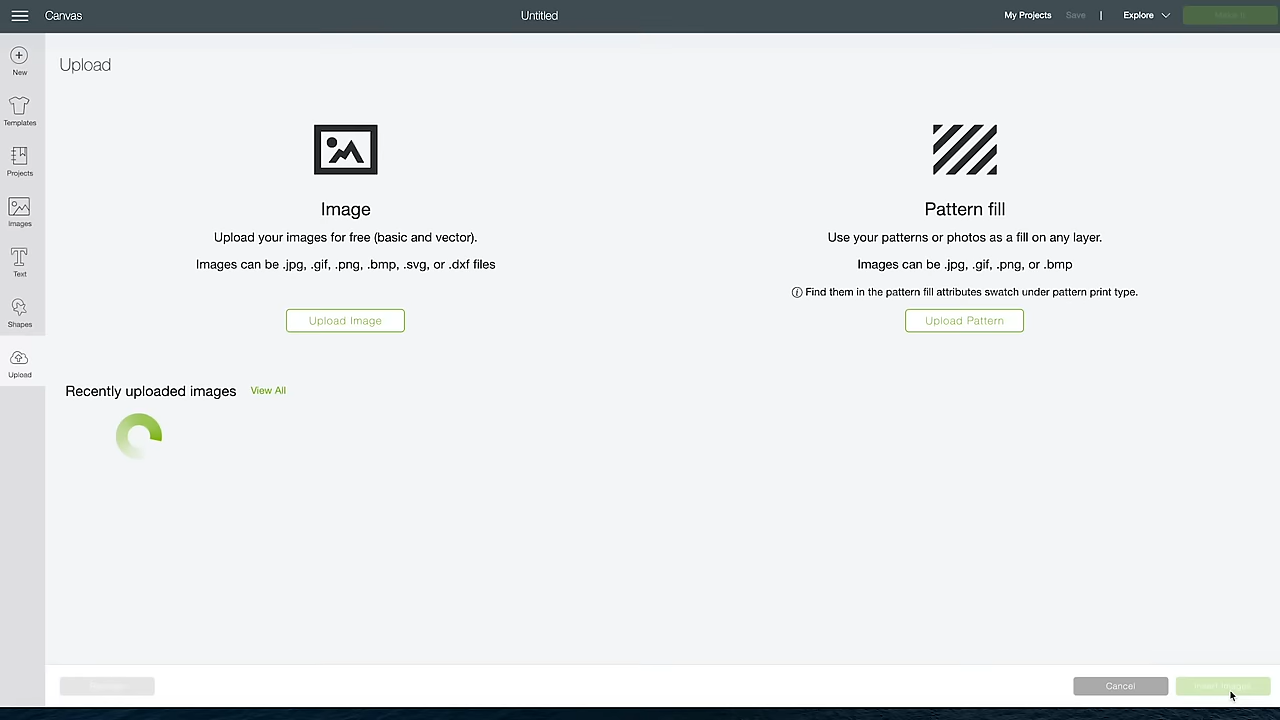 Canvas
Untitled
My Projects
Save
|
Explore
New
Templates
Projects
Images
Text
Shapes
Upload
Upload
Image
Upload your images for free (basic and vector).
Images can be .jpg, .gif, .png, .bmp, .svg, or .dxf files
Upload Image
Pattern fill
Use your patterns or photos as a fill on any layer.
Images can be .jpg, .gif, .png, or .bmp
Find them in the pattern fill attributes swatch under pattern print type.
Upload Pattern
Recently uploaded images View All
Cancel
Insert Images